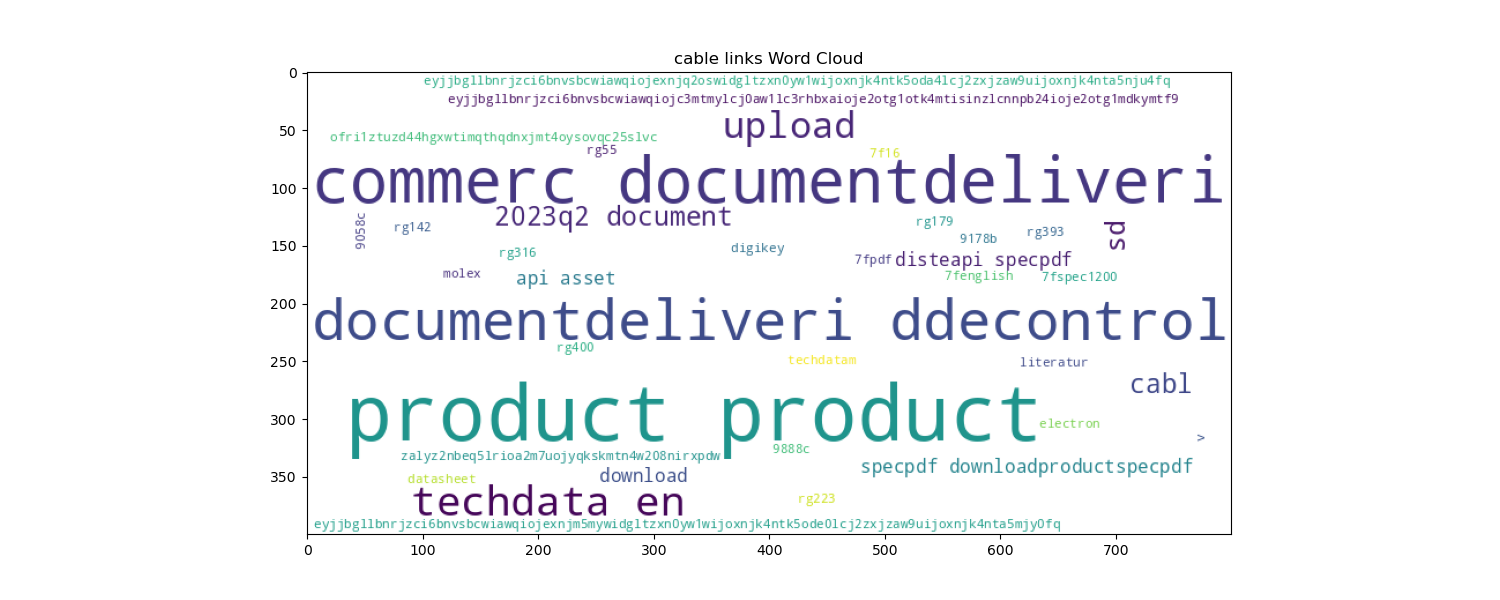 cable links Word Cloud
0
eyjjbgllbnrjzci6bnvsbcwiawqiojexnjq2oswidgltzxn0yw1wijoxnjk4ntk5oda4lcj2zxjzaw9uijoxnjk4nta5nju4fq
eyjjbgllbnrjzci6bnvsbcwiawqiojc3mtmylcj0aw1lc3rhbxaioje2otg1otk4mtisinzlcnnpb24ioje2otg1mdkymtf9
upload
50
ofri1ztuzd44hgxwtimqthqdnxjmt4oysovqc25slvc
rg55
7f16
commerc documentdeliveri
100
2023q2 document
9058c
rg142
rg179
sd
9178b
rg393
150
rg316
digikey
7fpdf
disteapi specpdf
molex
api asset
7fenglish
7fspec1200
200
documentdeliveri ddecontrol
rg400
250
techdatam
literatur
cabl
product product
300
electron
>
9888c
zalyz2nbeq5lrioa2m7uojyqkskmtn4w208nirxpdw
specpdf downloadproductspecpdf
350
datasheet
download
techdata en
rg223
eyjjbgllbnrjzci6bnvsbcwiawqiojexnjm5mywidgltzxn0yw1wijoxnjk4ntk5ode0lcj2zxjzaw9uijoxnjk4nta5mjy0fq
0 100 200 300 400 500 600 700